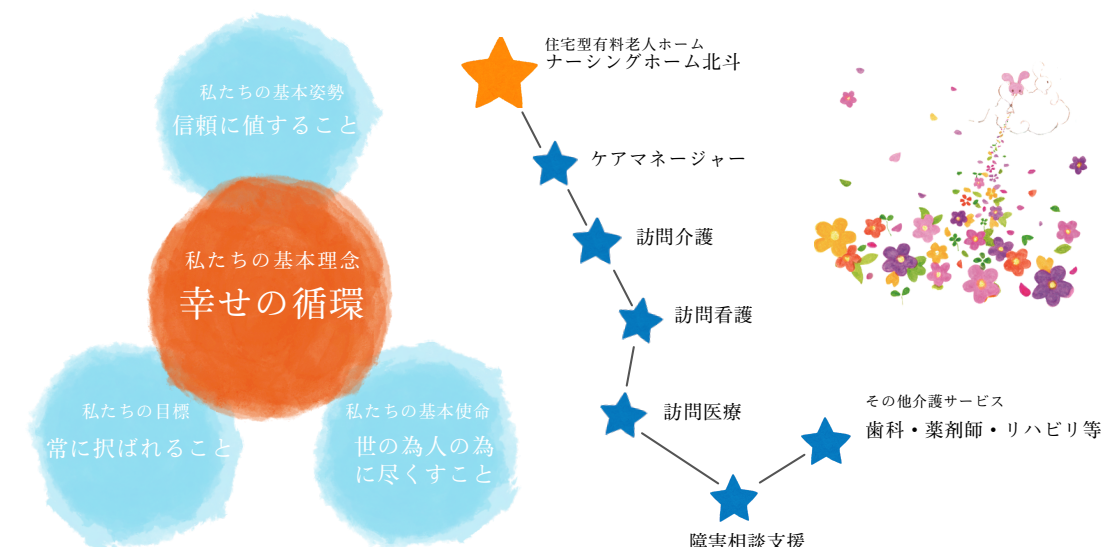 私たちの基本姿勢
信頼に値すること
私たちの基本理念
幸せの循環
私たちの目標
常に択ばれること
私たちの基本使命
世の為人の為
に尽くすこと
住宅型有料老人ホーム
ナーシングホーム北斗
ケアマネージャー
訪問介護
訪問看護
訪問医療
その他介護サービス
歯科・薬剤師・リハビリ等
障害相談支援